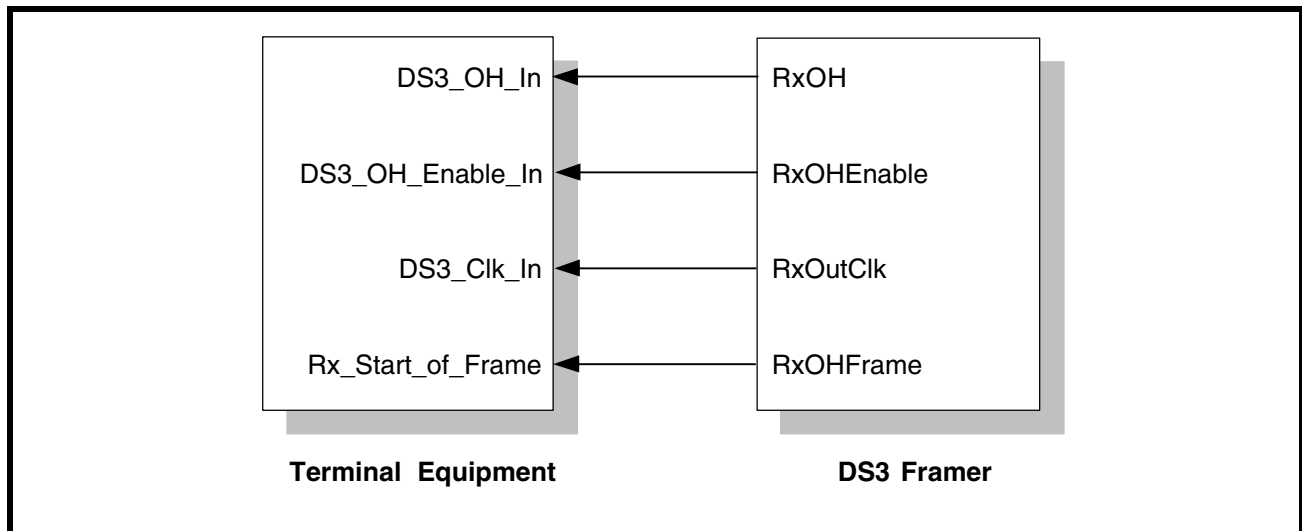 DS3_OH_In
RxOH
DS3_OH_Enable_In
RxOHEnable
DS3_Clk_In
RxOutClk
Rx_Start_of_Frame
RxOHFrame
Terminal Equipment
DS3 Framer